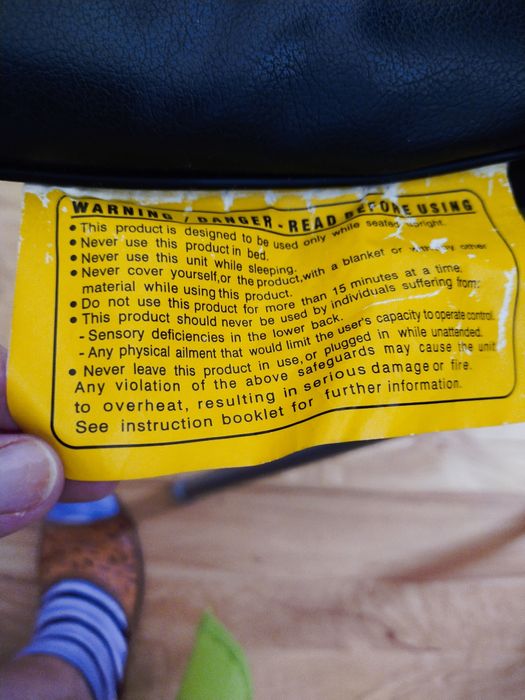 WARNING / DANGER - READ BEFORE USING
• This product is designed to be used only while seated upright.
• Never use this product in bed.
• Never use this unit while sleeping.
• Never cover yourself,or the product,with a blanket or with any other
material while using this product.
• Do not use this product for more than 15 minutes at a time.
• This product should never be used by individuals suffering from:
- Sensory deficiencies in the lower back.
- Any physical ailment that would limit the user's capacity to operate control.
• Never leave this product in use,or plugged in while unattended.
Any violation of the above safeguards may cause the unit
to overheat, resulting in serious damage or fire.
See instruction booklet for further information.